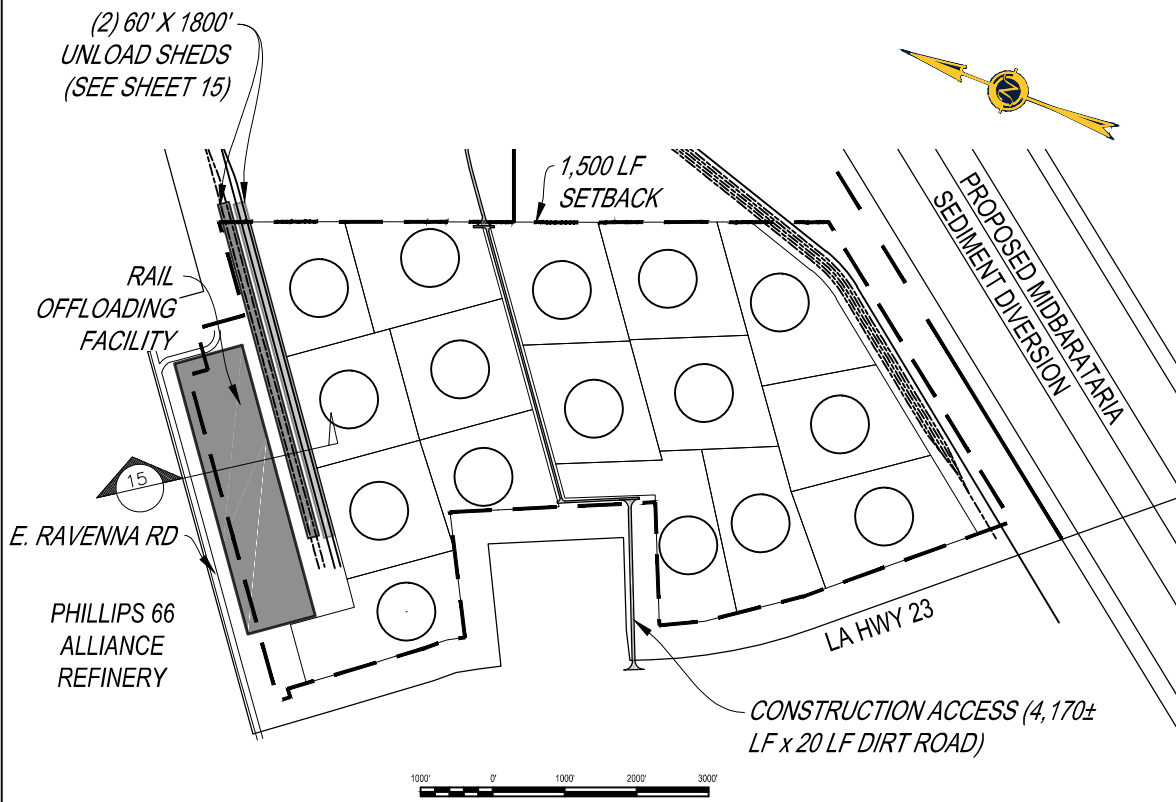 (2) 60' X 1800'
UNLOAD SHEDS
(SEE SHEET 15)
N
1,500 LF
SETBACK
PROPOSED MIDBARATARIA
SEDIMENT DIVERSION
RAIL
OFFLOADING
FACILITY
15
E. RAVENNA RD
PHILLIPS 66
ALLIANCE
REFINERY
LA HWY 23
CONSTRUCTION ACCESS (4,170±
LF x 20 LF DIRT ROAD)
1000' 0' 1000' 2000' 3000'